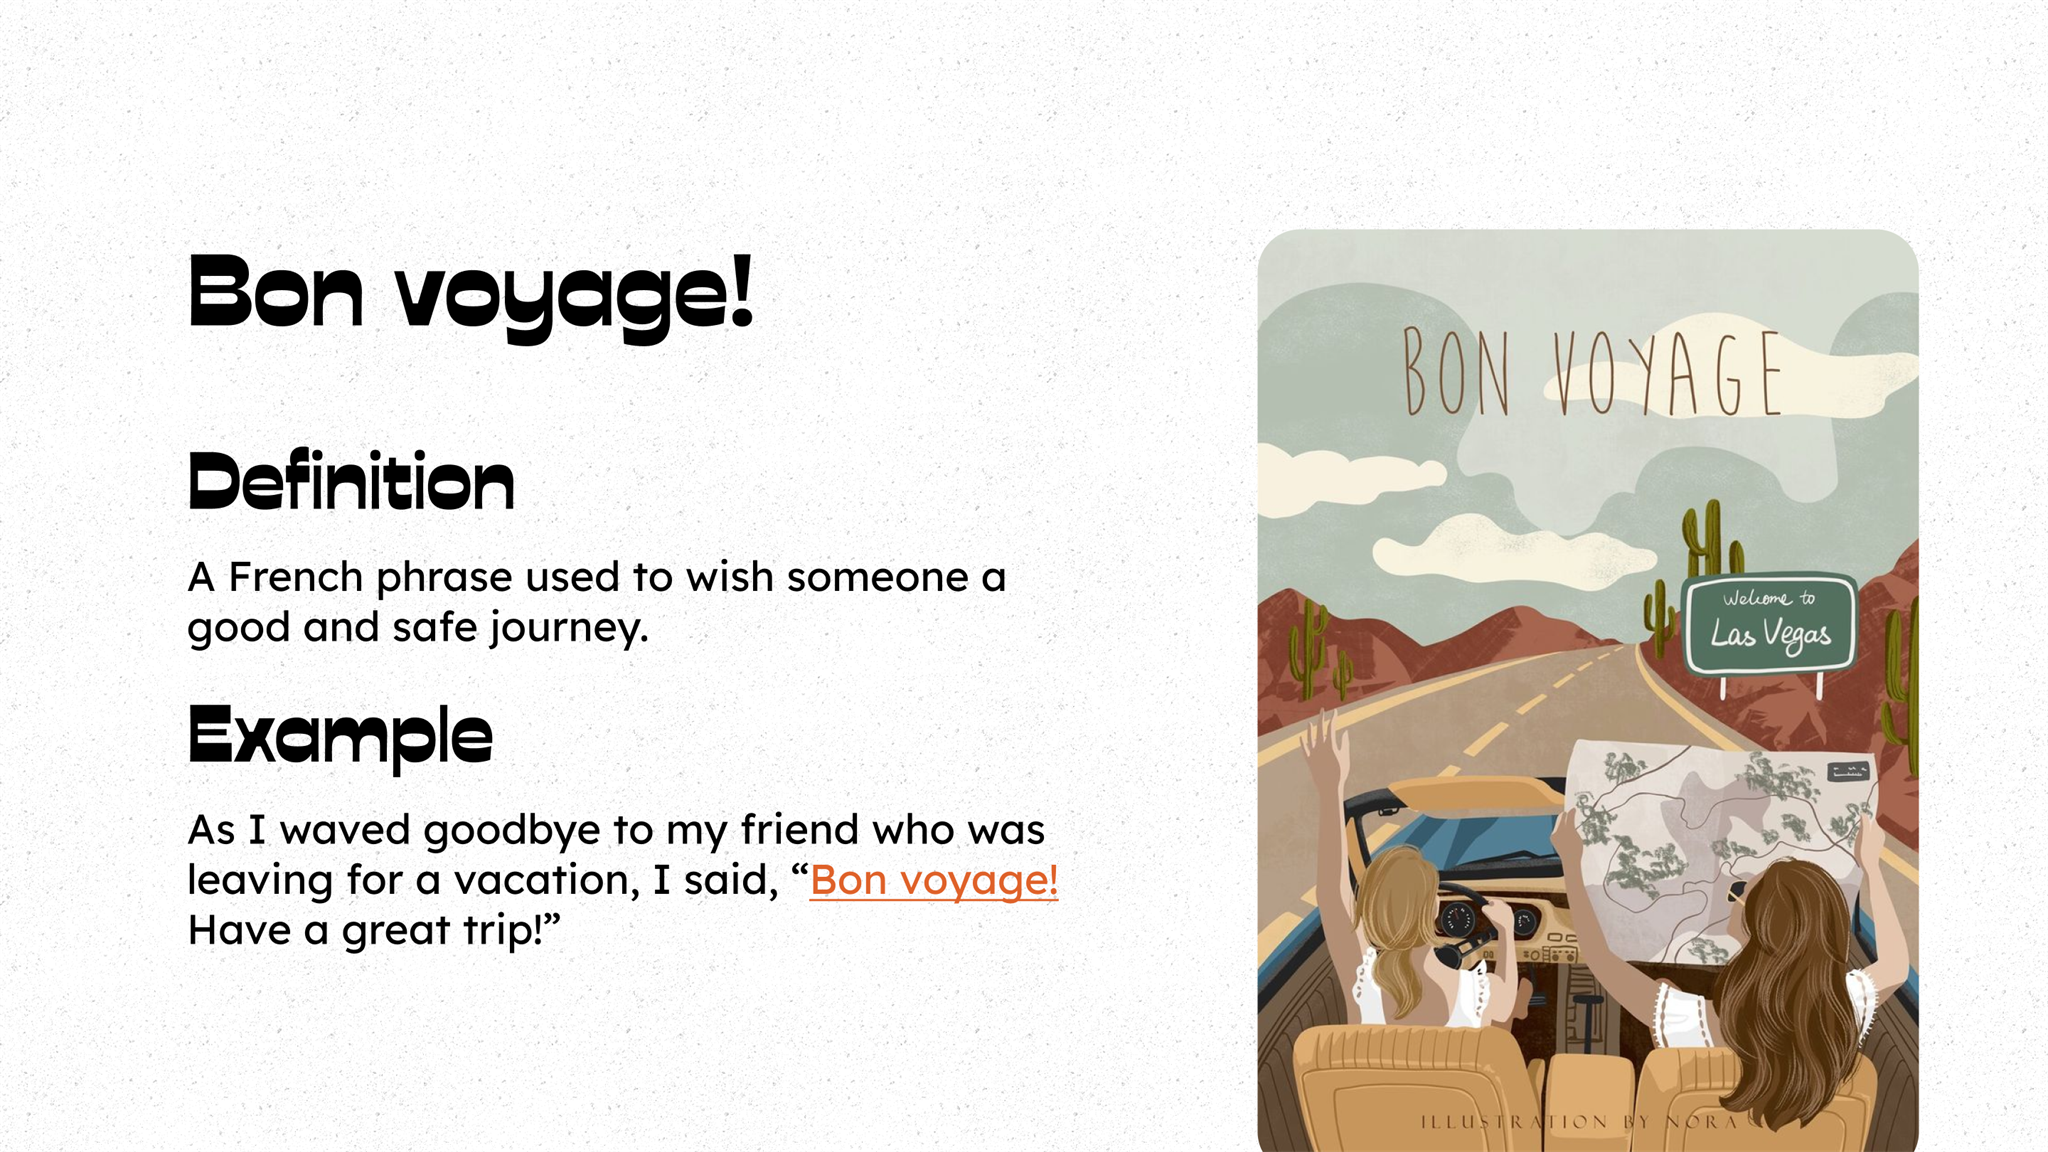 Bon voyage!
Definition
A French phrase used to wish someone a
good and safe journey.
Example
As I waved goodbye to my friend who was
leaving for a vacation, I said, “Bon voyage!
Have a great trip!”
BON VOYAGE
Welcome to
Las Vegas
ILLUSTRATION BY NORA